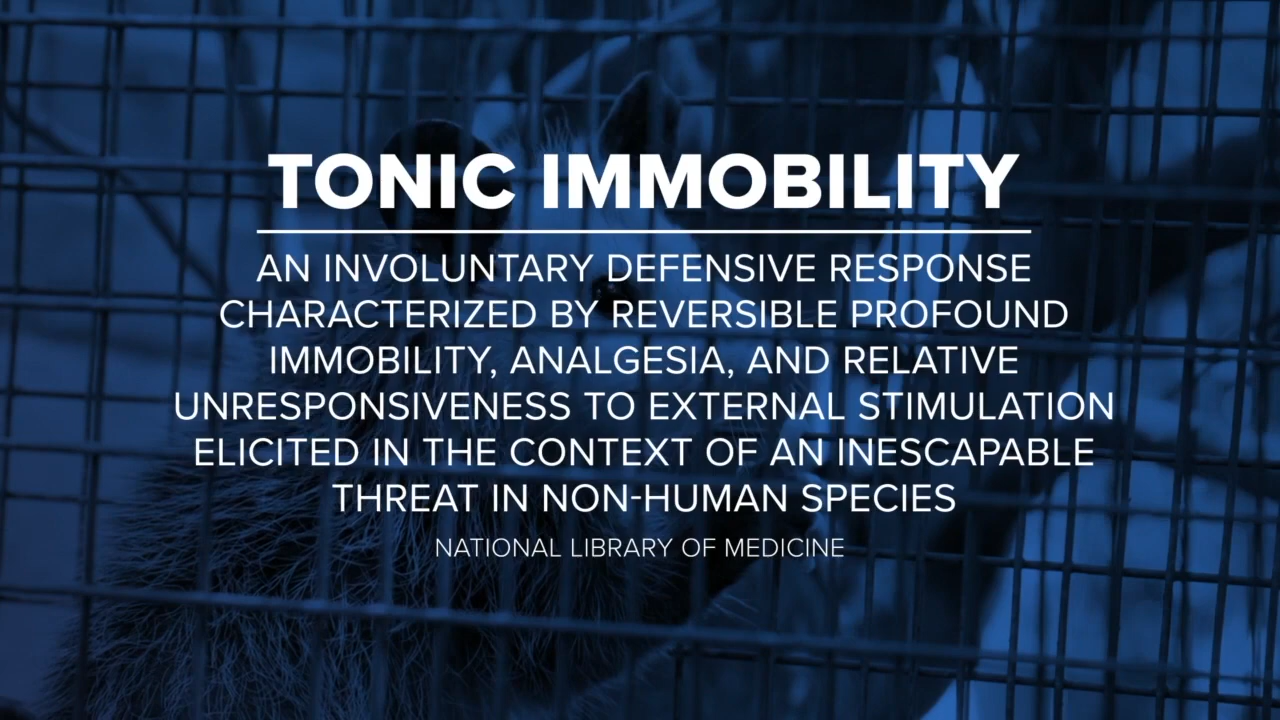 TONIC IMMOBILITY
AN INVOLUNTARY DEFENSIVE RESPONSE
CHARACTERIZED BY REVERSIBLE PROFOUND
IMMOBILITY, ANALGESIA, AND RELATIVE
UNRESPONSIVENESS TO EXTERNAL STIMULATION
ELICITED IN THE CONTEXT OF AN INESCAPABLE
THREAT IN NON-HUMAN SPECIES
NATIONAL LIBRARY OF MEDICINE